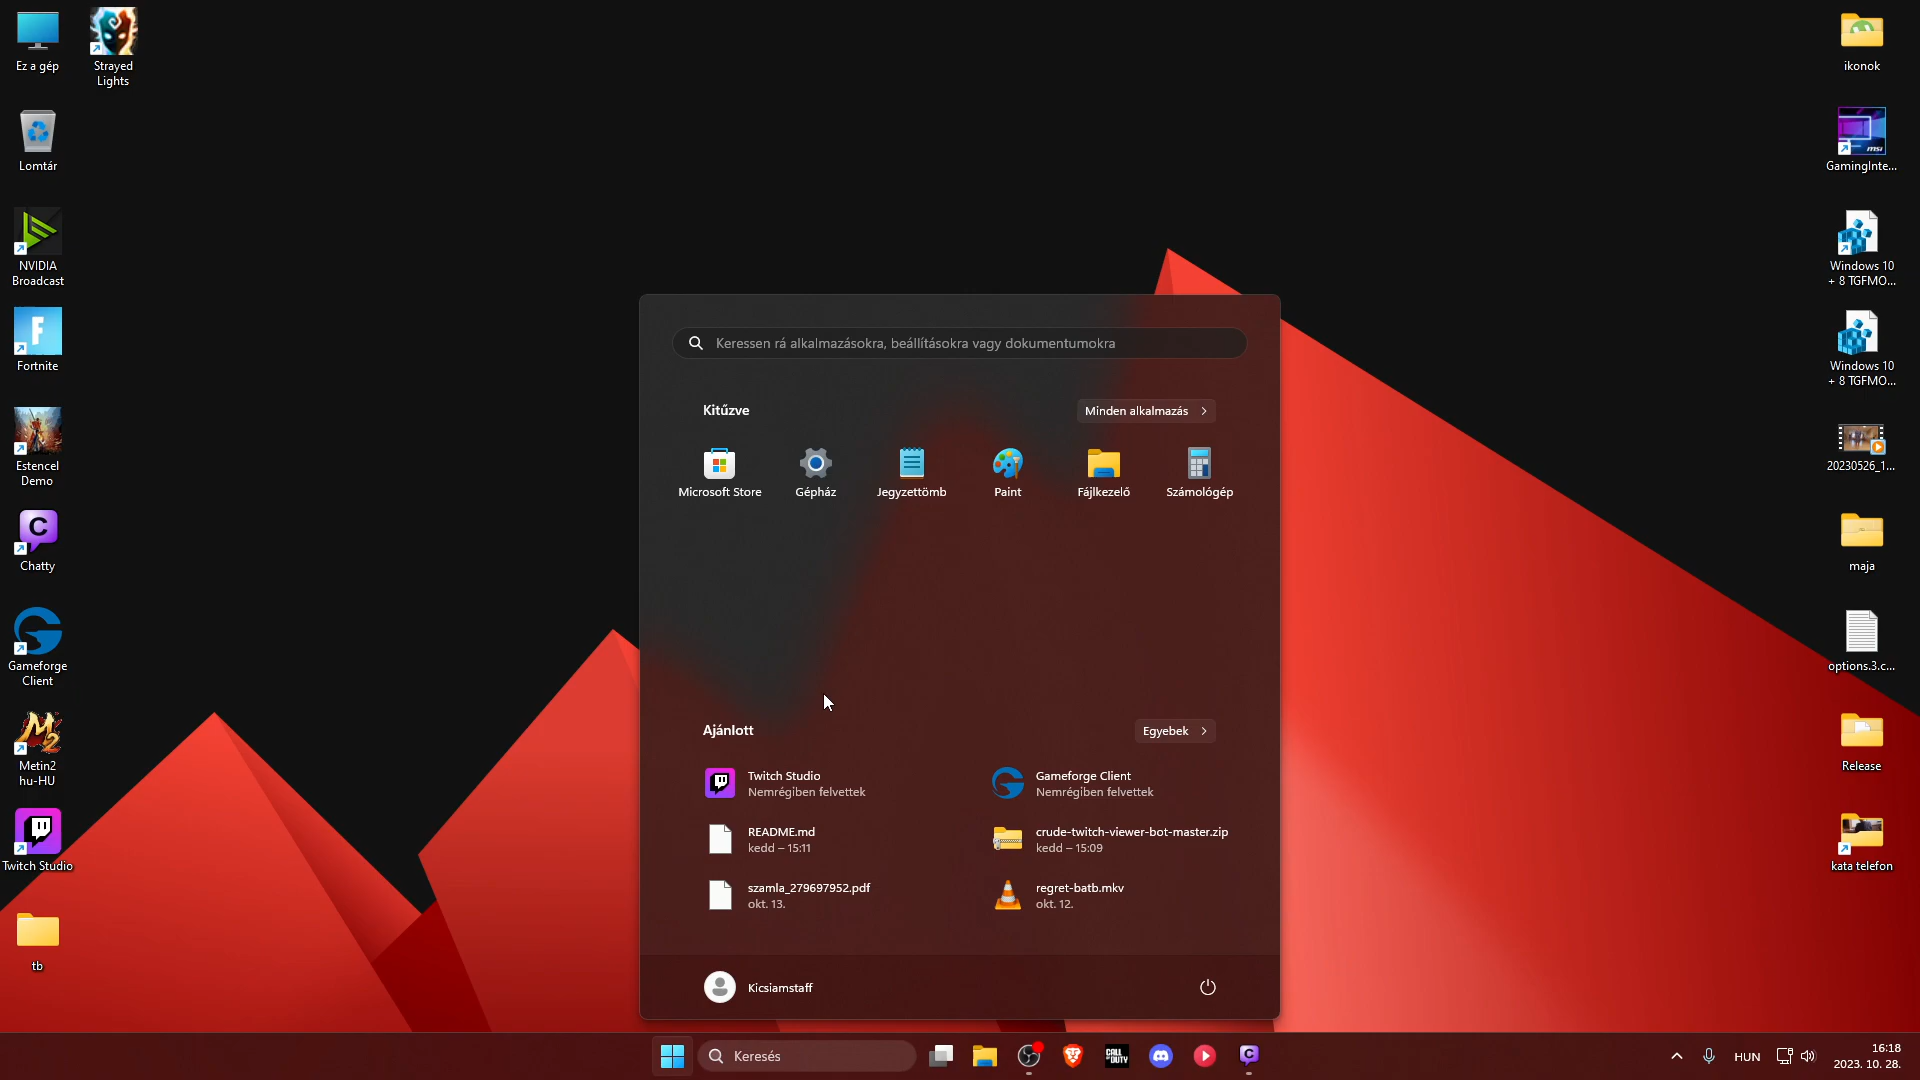 Ez a gép
Strayed
Lights
Lomtár
NVIDIA
Broadcast
Fortnite
Estencel
Demo
Chatty
Gameforge
Client
Metin2
hu-HU
Twitch Studio
tb
Keressen rá alkalmazásokra, beállításokra vagy dokumentumokra
Kitűzve
Minden alkalmazás
Microsoft Store
Gépház
Jegyzettömb
Paint
Fájlkezelő
Számológép
Ajánlott
Egyebek
Twitch Studio
Nemrégiben felvettek
Gameforge Client
Nemrégiben felvettek
README.md
kedd – 15:11
crude-twitch-viewer-bot-master.zip
kedd – 15:09
szamla_279697952.pdf
okt. 13.
regret-batb.mkv
okt. 12.
Kicsiamstaff
ikonok
msi
GamingInte...
Windows 10
+ 8 TGFMO...
Windows 10
+ 8 TGFMO...
20230526_1...
maja
options.3.c...
Release
kata telefon
Keresés
CALL OF DUTY
HUN
16:18
2023. 10. 28.